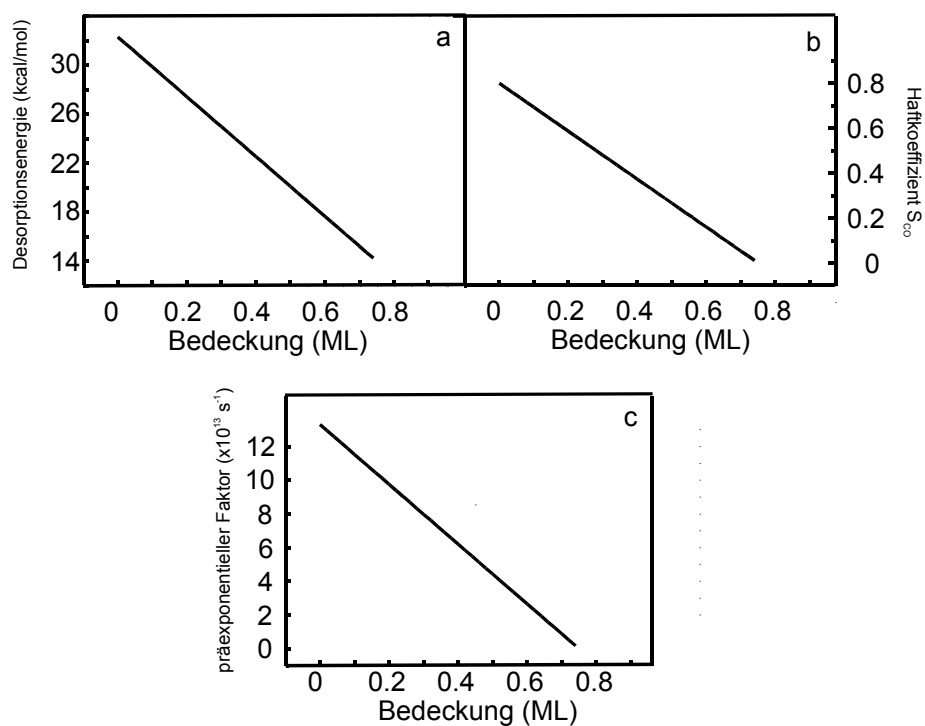 a
Desorptionsenergie (kcal/mol)
30
26
22
18
14
0 0.2 0.4 0.6 0.8
Bedeckung (ML)
b
Haftkoeffizient S_CO
0.8
0.6
0.4
0.2
0
0 0.2 0.4 0.6 0.8
Bedeckung (ML)
c
präexponentieller Faktor (x10¹³ s⁻¹)
12
10
8
6
4
2
0
0 0.2 0.4 0.6 0.8
Bedeckung (ML)